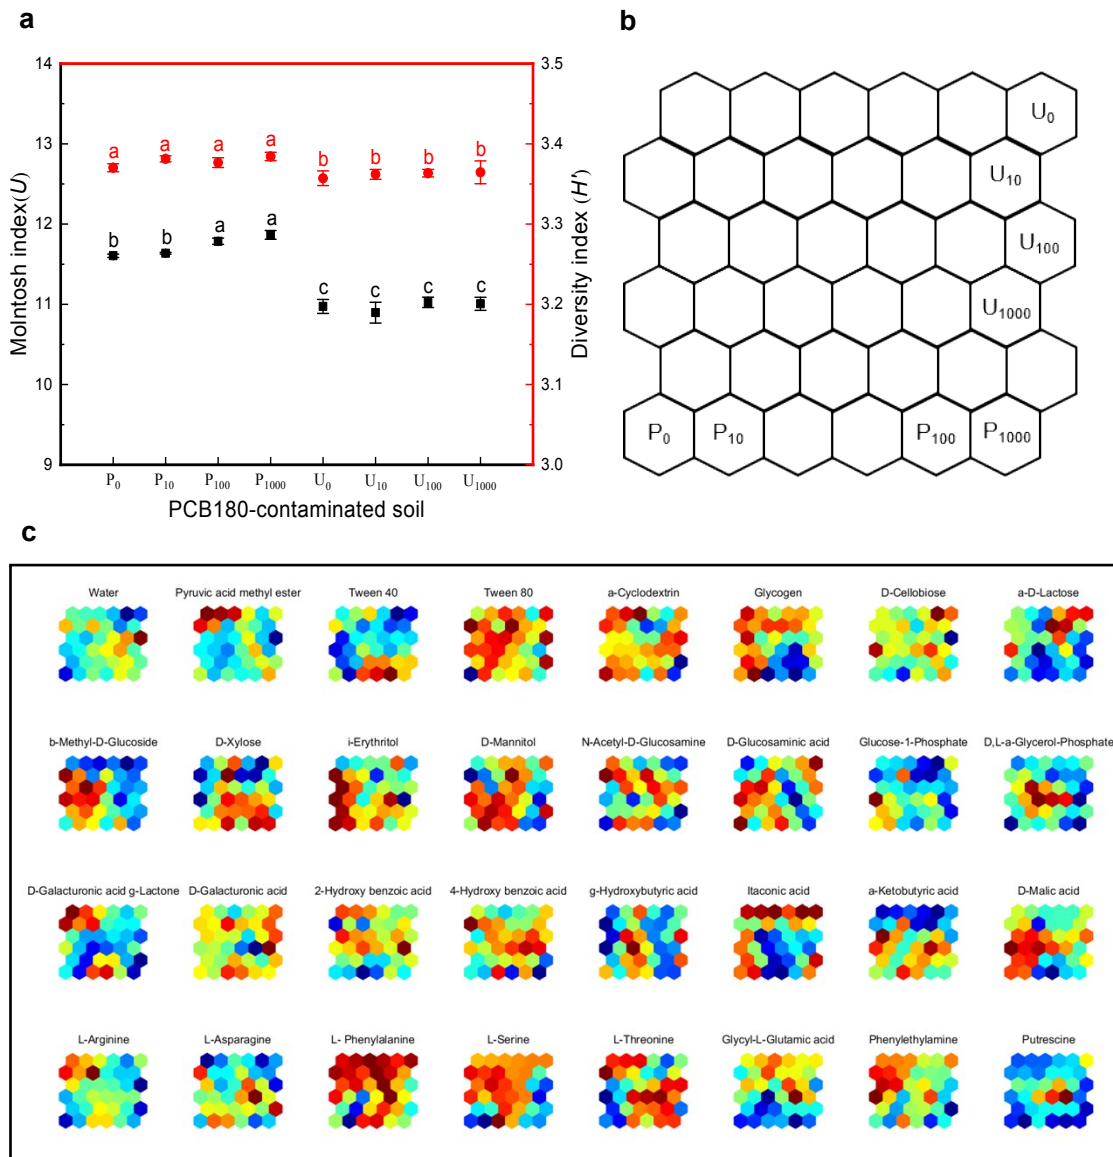 a
b
14
13
12
11
10
9
3.5
3.4
3.3
3.2
3.1
3.0
MoIntosh index(U)
Diversity index (H')
a a a a b b b b
b b a a c c c c
P0 P10 P100 P1000 U0 U10 U100 U1000
PCB180-contaminated soil
U0
U10
U100
U1000
P0 P10 P100 P1000
c
Water Pyruvic acid methyl ester Tween 40 Tween 80 a-Cyclodextrin Glycogen D-Cellobiose a-D-Lactose
b-Methyl-D-Glucoside D-Xylose i-Erythritol D-Mannitol N-Acetyl-D-Glucosamine D-Glucosaminic acid Glucose-1-Phosphate D,L-a-Glycerol-Phosphate
D-Galacturonic acid g-Lactone D-Galacturonic acid 2-Hydroxy benzoic acid 4-Hydroxy benzoic acid g-Hydroxybutyric acid Itaconic acid a-Ketobutyric acid D-Malic acid
L-Arginine L-Asparagine L- Phenylalanine L-Serine L-Threonine Glycyl-L-Glutamic acid Phenylethylamine Putrescine